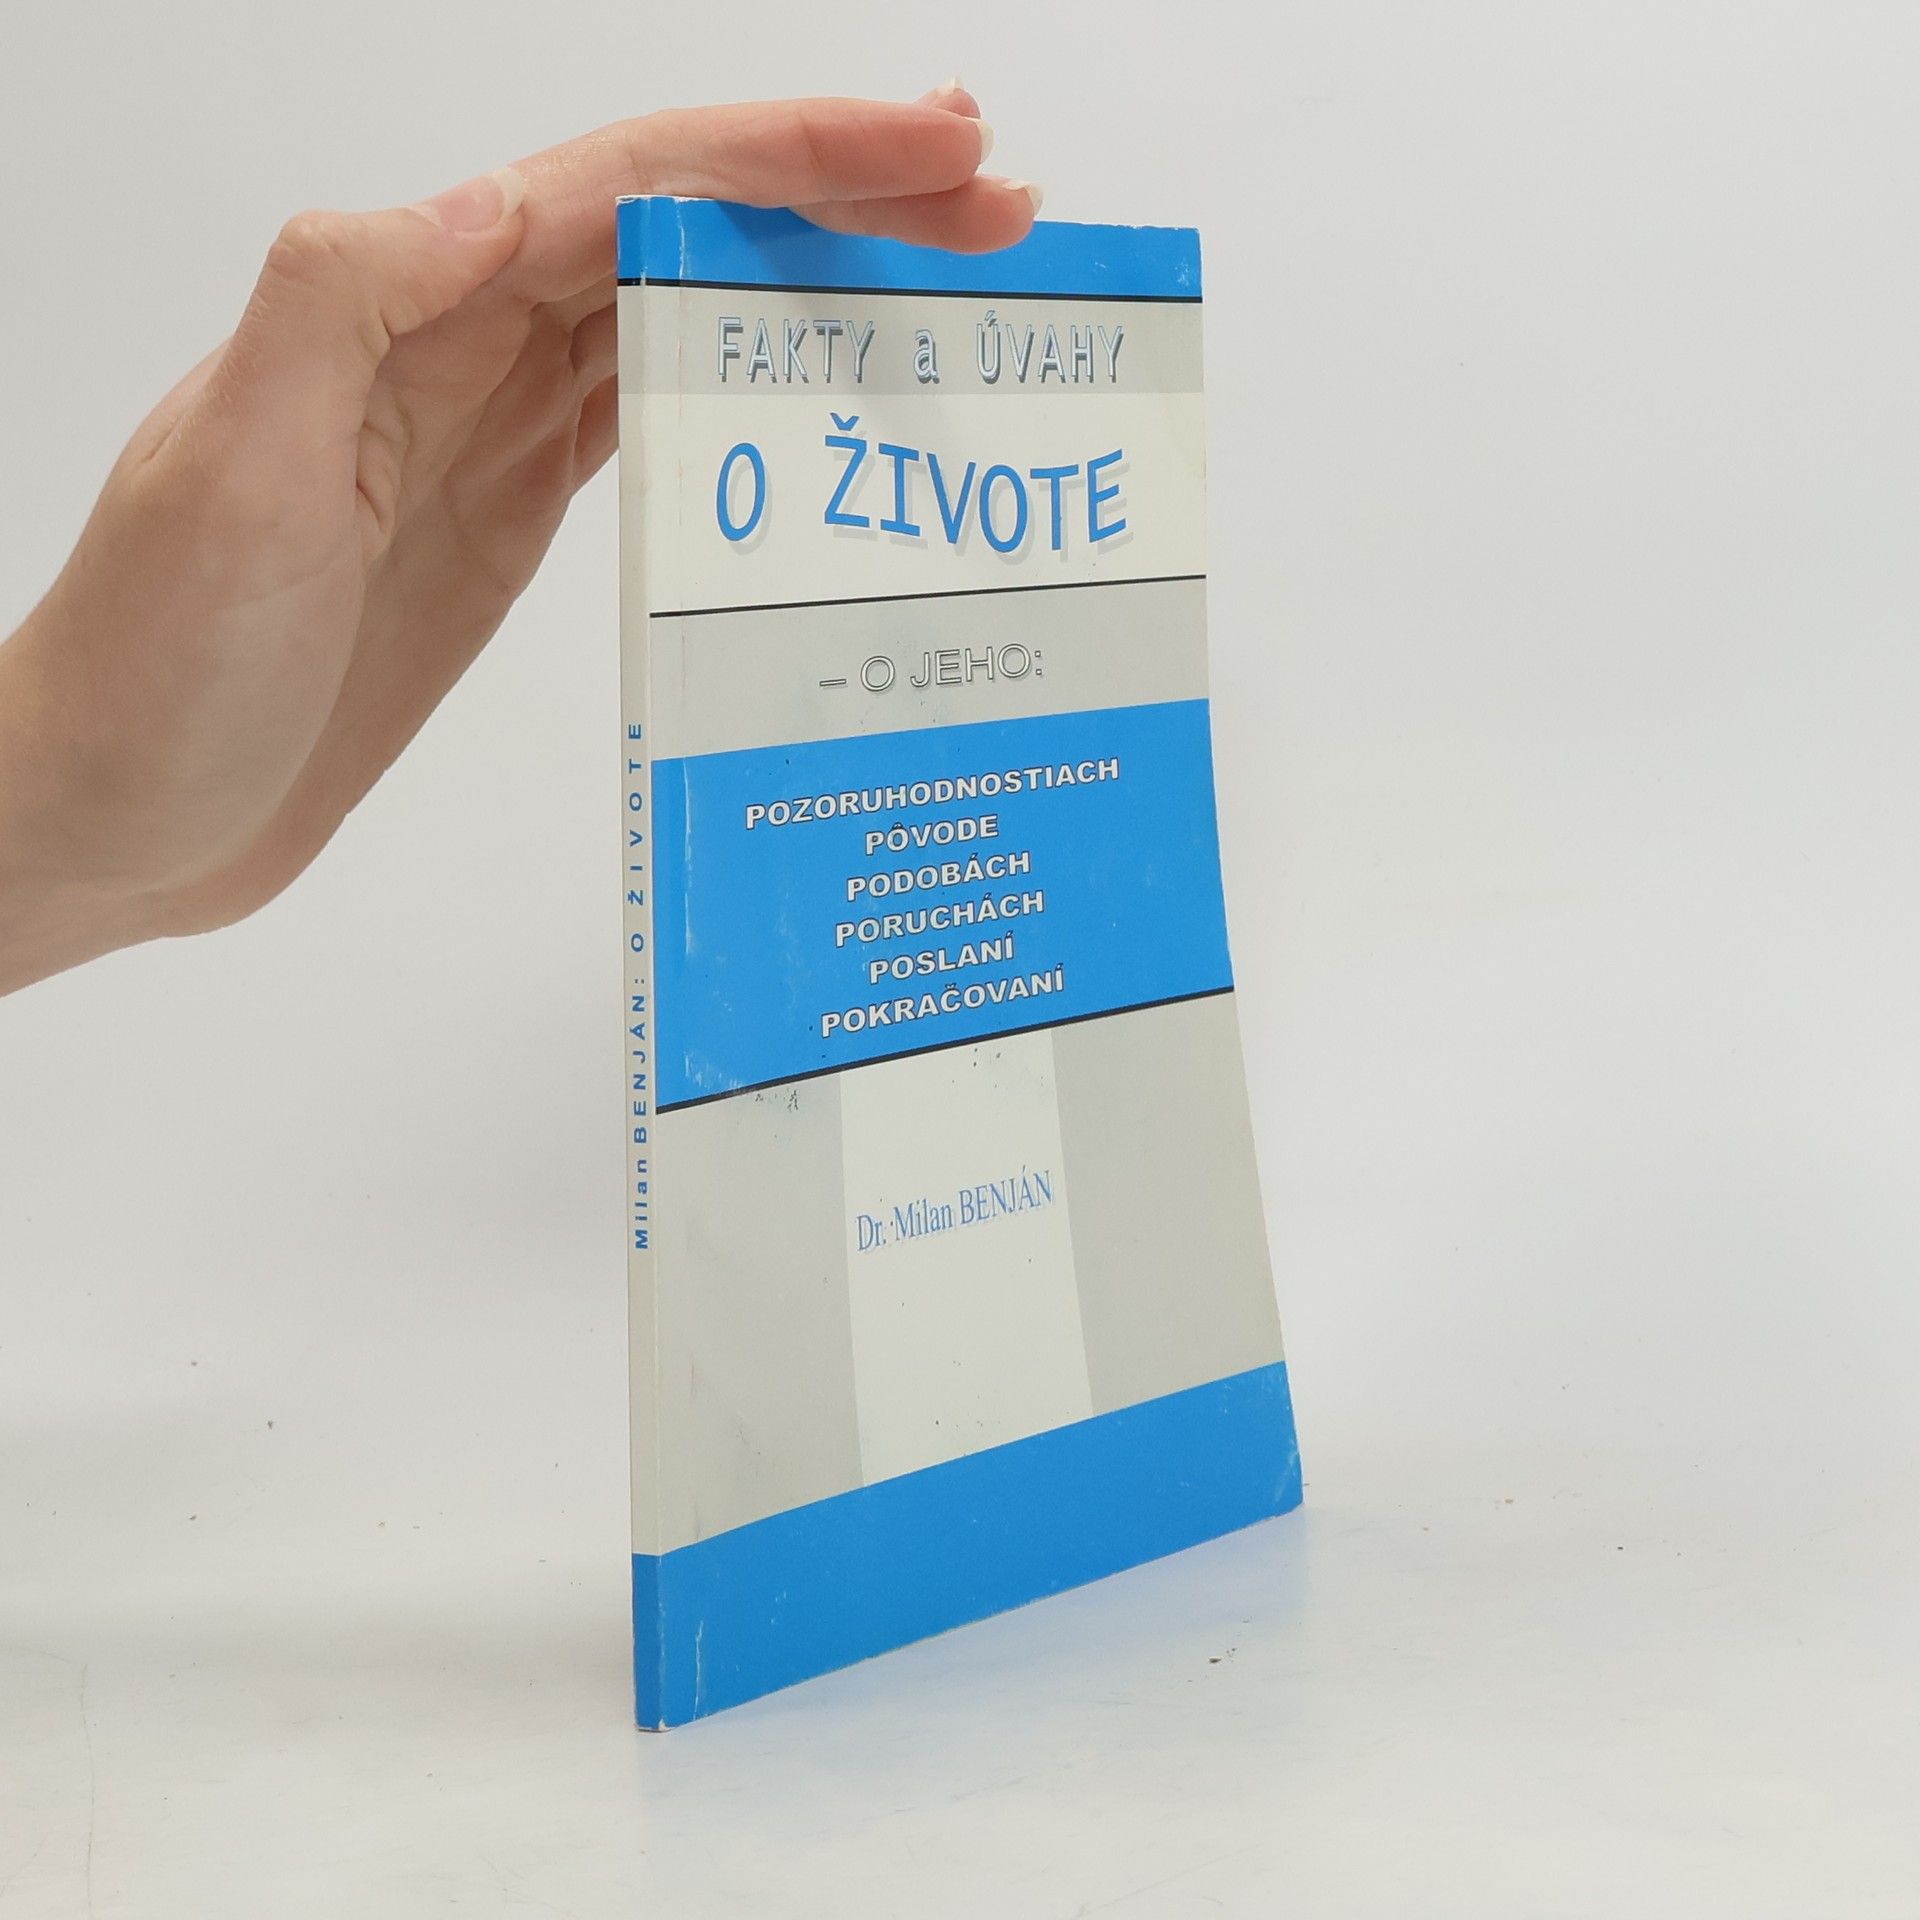 FAKTY a ÚVAHY
O ŽIVOTE
– O JEHO:
POZORUHODNOSTIACH
PÔVODE
PODOBÁCH
PORUCHÁCH
POSLANÍ
POKRAČOVANÍ
Dr. Milan BENJÁN
Milan BENJÁN: O ŽIVOTE